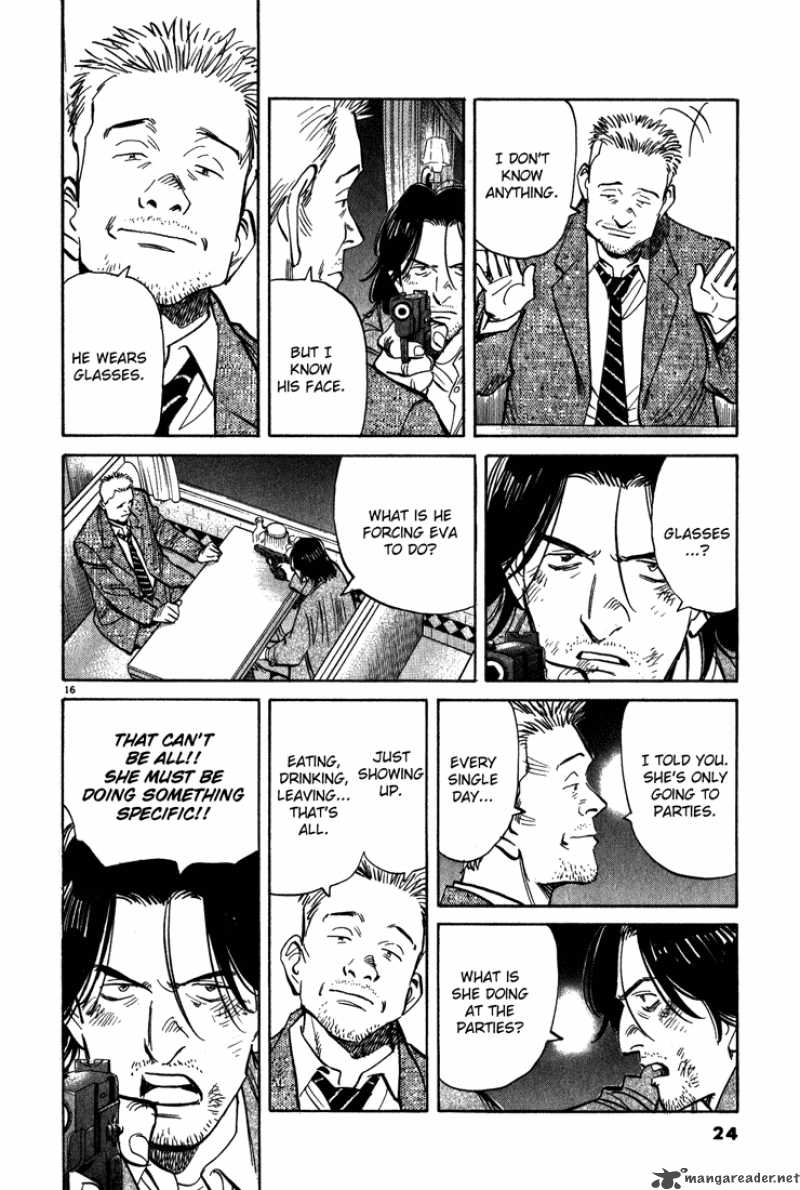 I DON'T
KNOW
ANYTHING.
BUT I
KNOW
HIS FACE.
HE WEARS
GLASSES.
GLASSES
...?
WHAT IS HE
FORCING EVA
TO DO?
16
I TOLD YOU.
SHE'S ONLY
GOING TO
PARTIES.
EVERY
SINGLE
DAY...
WHAT IS
SHE DOING
AT THE
PARTIES?
JUST
SHOWING
UP.
EATING,
DRINKING,
LEAVING...
THAT'S
ALL.
THAT CAN'T
BE ALL!!
SHE MUST BE
DOING SOMETHING
SPECIFIC!!
24
mangareader.net